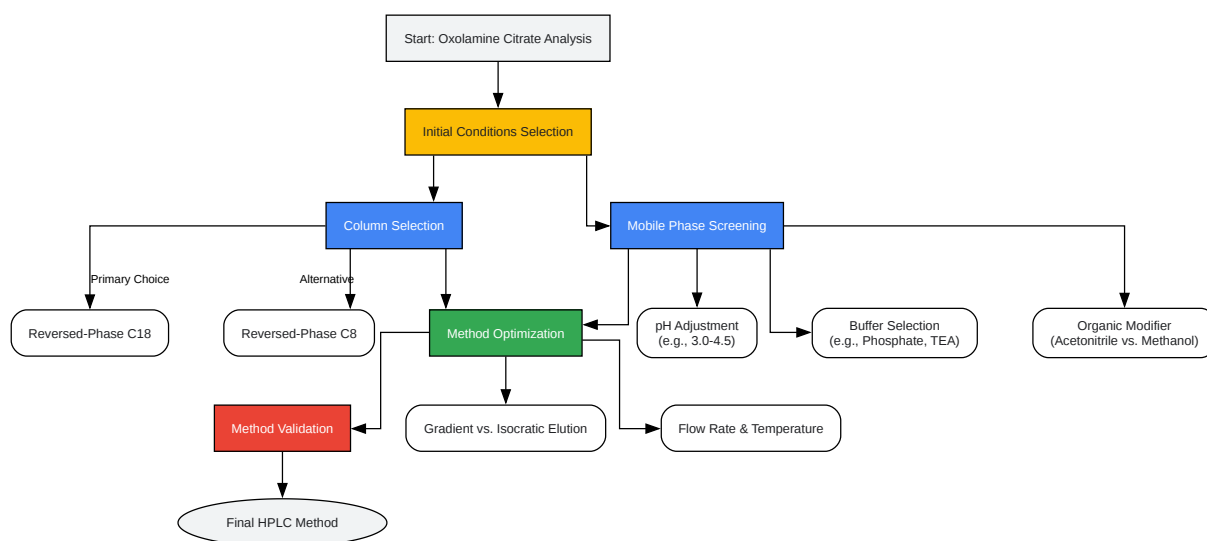 Start: Oxolamine Citrate Analysis
Initial Conditions Selection
Column Selection
Mobile Phase Screening
Primary Choice
Alternative
Reversed-Phase C18
Reversed-Phase C8
Method Optimization
pH Adjustment
(e.g., 3.0-4.5)
Buffer Selection
(e.g., Phosphate, TEA)
Organic Modifier
(Acetonitrile vs. Methanol)
Method Validation
Gradient vs. Isocratic Elution
Flow Rate & Temperature
Final HPLC Method